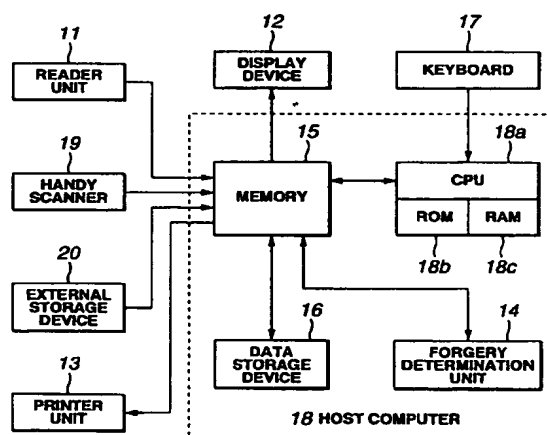 11
READER
UNIT
12
DISPLAY
DEVICE
17
KEYBOARD
19
HANDY
SCANNER
15
MEMORY
18a
CPU
ROM
RAM
18b
18c
20
EXTERNAL
STORAGE
DEVICE
16
DATA
STORAGE
DEVICE
14
FORGERY
DETERMINATION
UNIT
13
PRINTER
UNIT
18 HOST COMPUTER